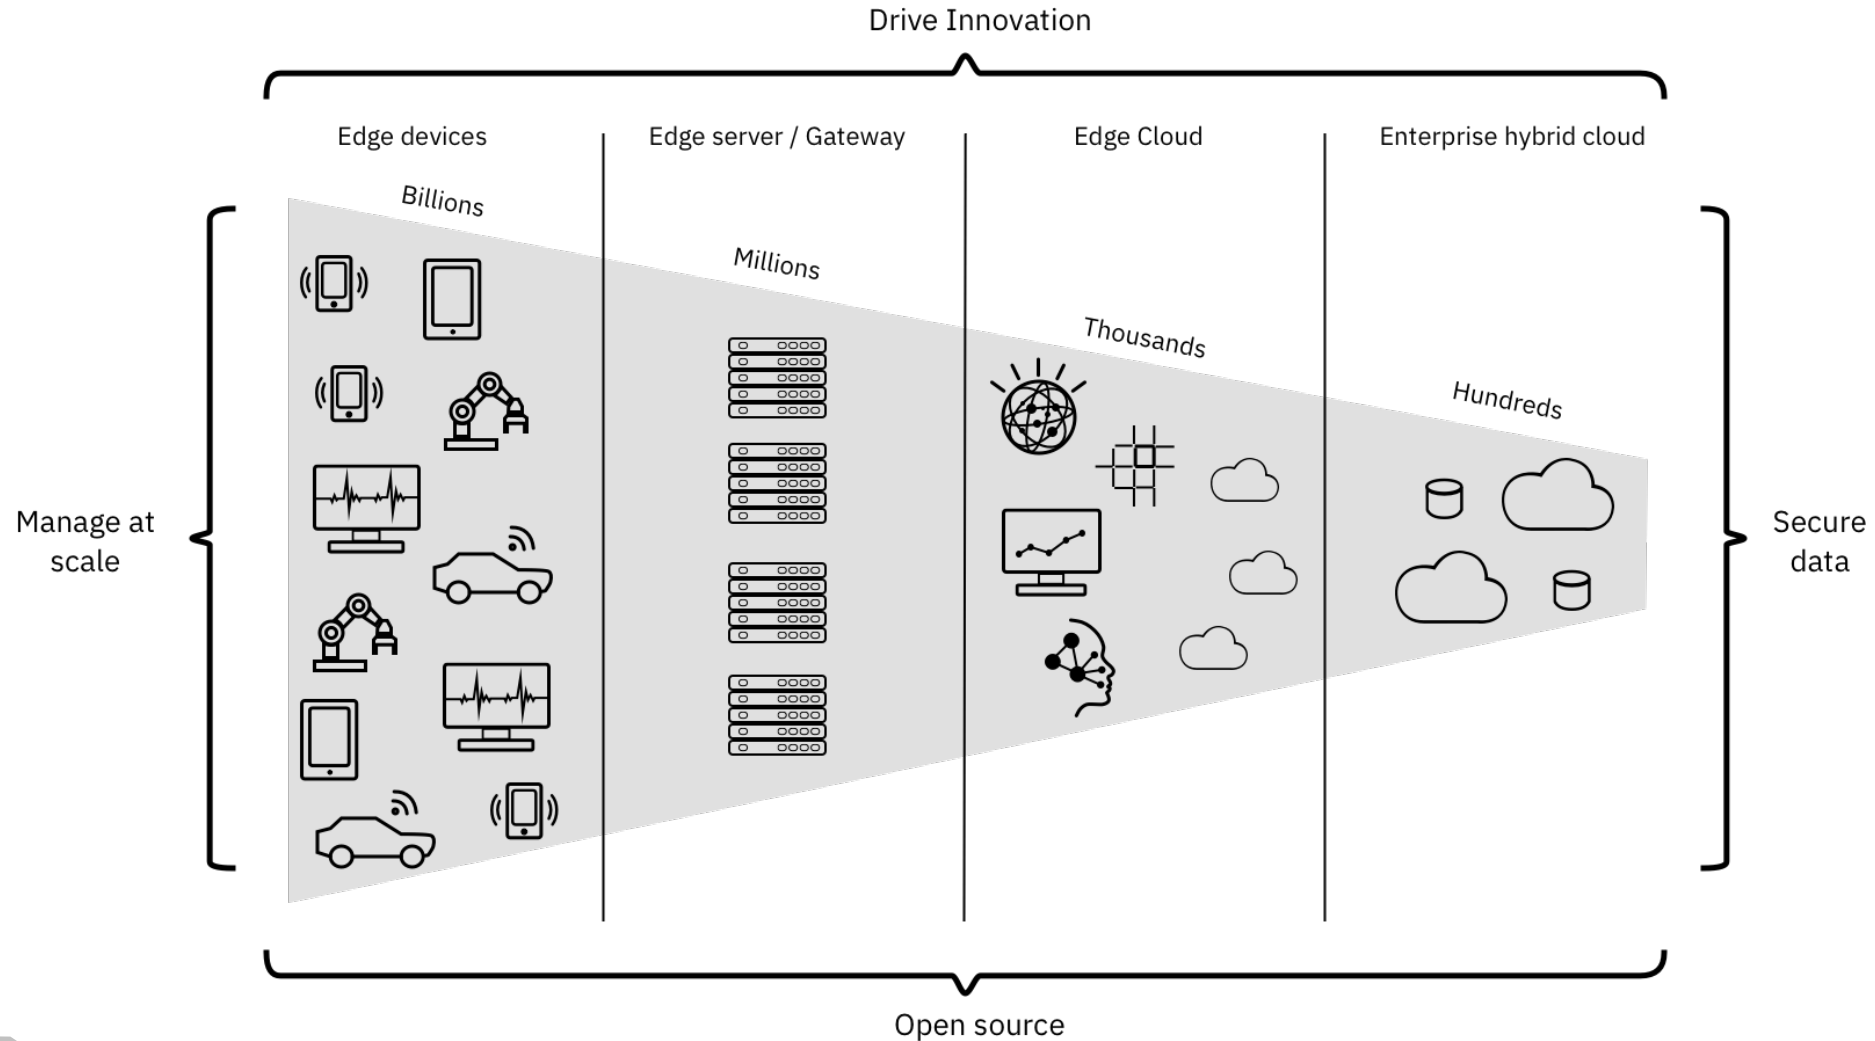 Drive Innovation
Edge devices
Edge server / Gateway
Edge Cloud
Enterprise hybrid cloud
Billions
Millions
Thousands
Hundreds
Manage at
scale
Secure
data
Open source